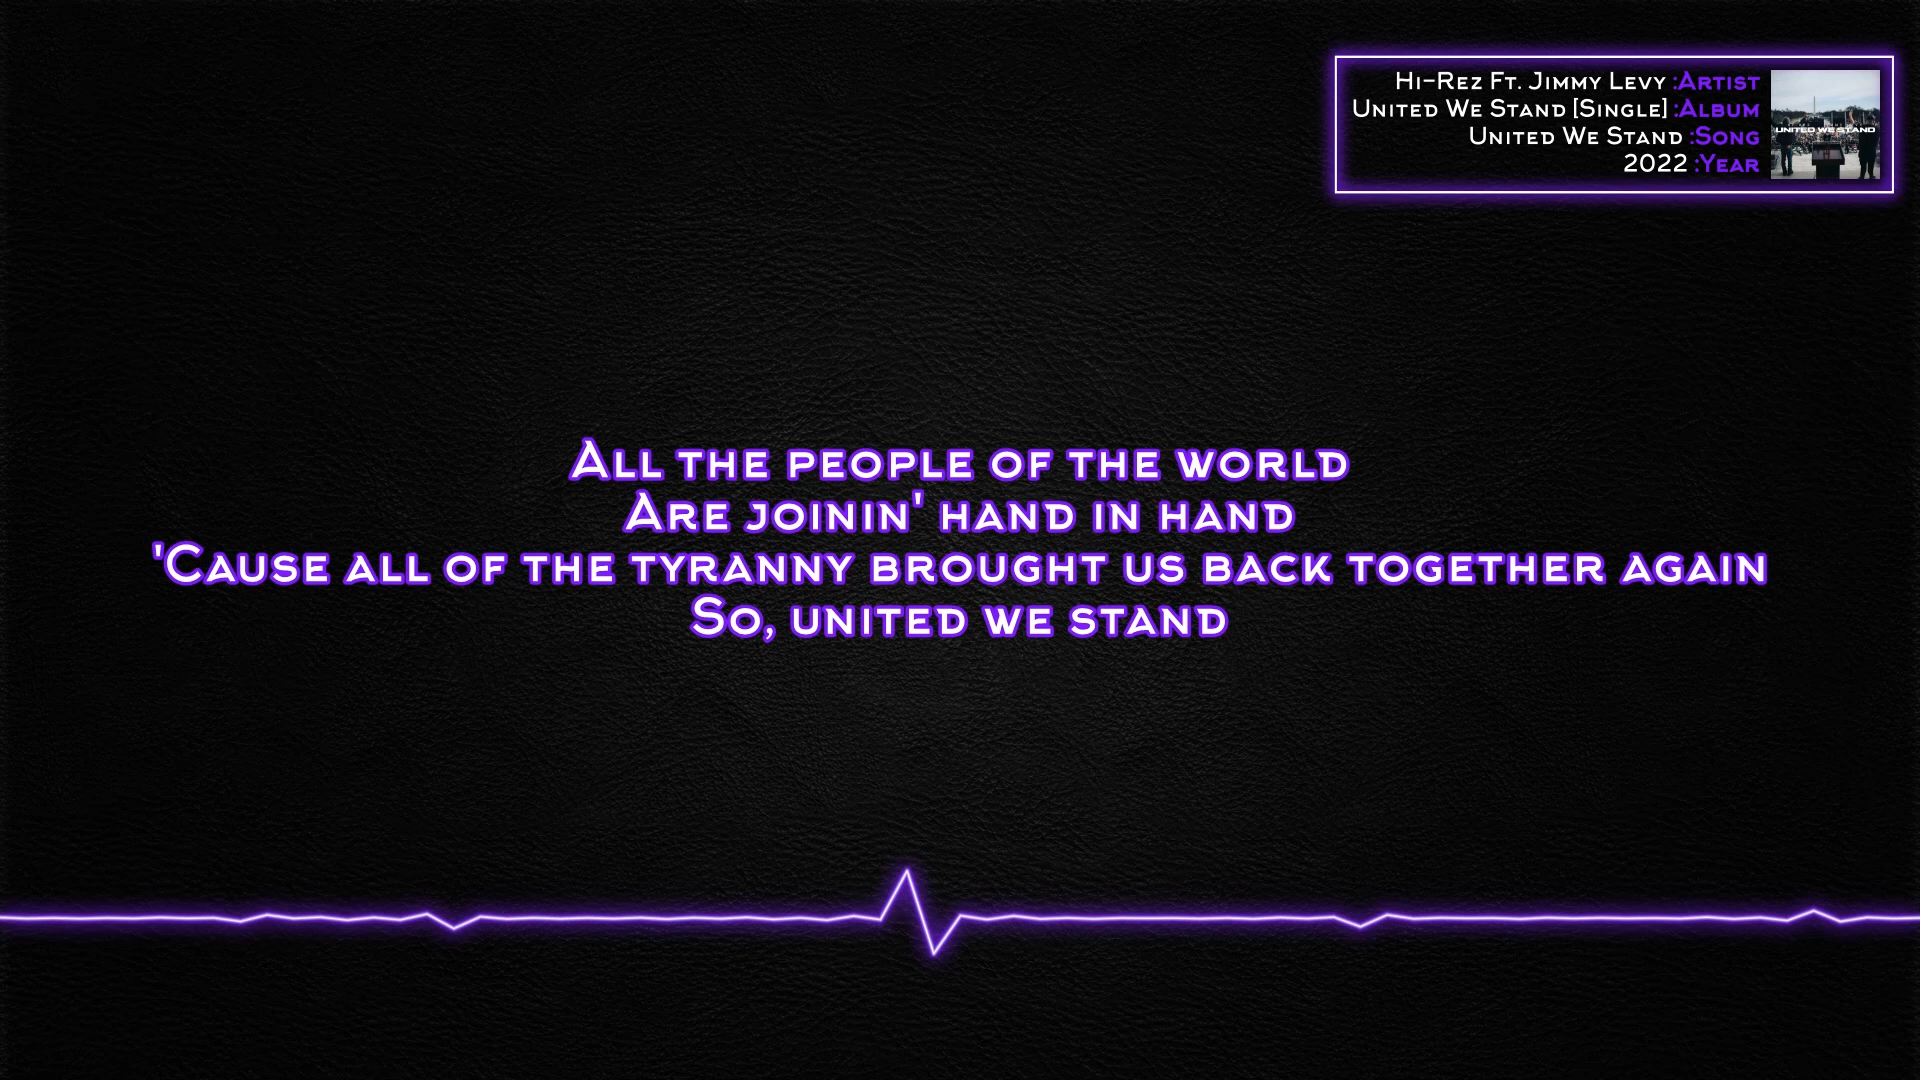 Hi-Rez Ft. Jimmy Levy :Artist
United We Stand [Single] :Album
United We Stand :Song
2022 :Year
UNITED WE STAND
All the people of the world
Are joinin' hand in hand
'Cause all of the tyranny brought us back together again
So, united we stand